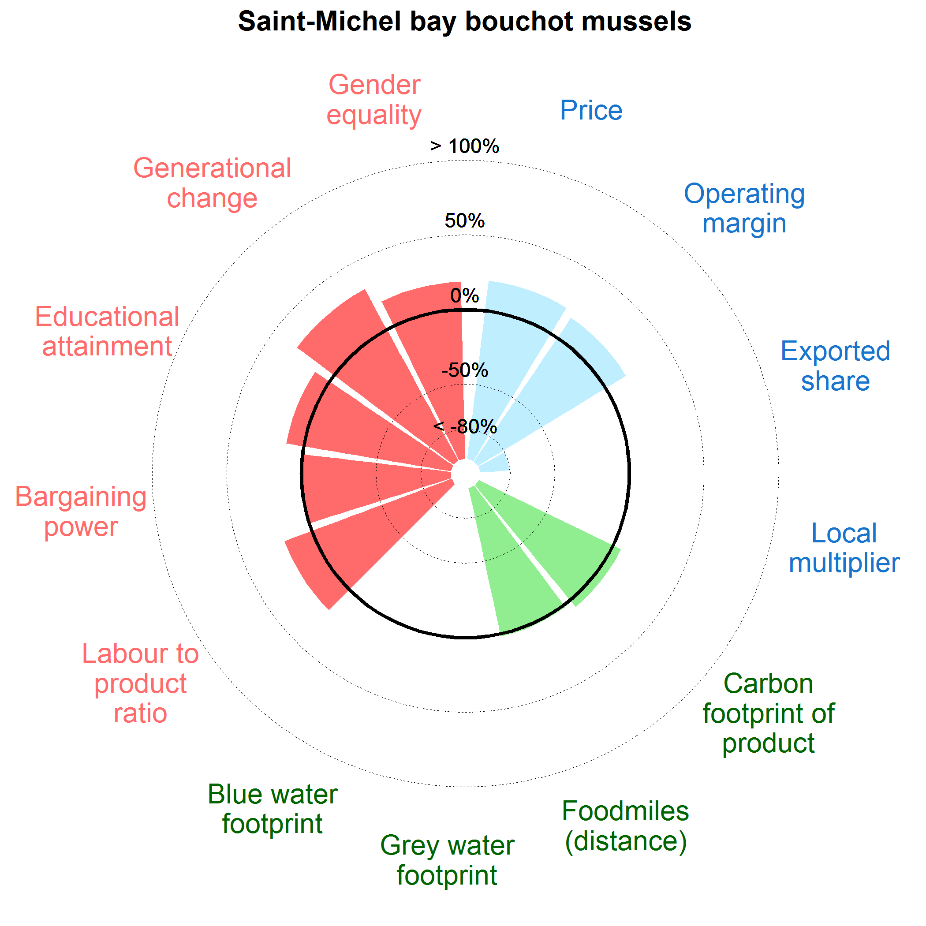 Saint-Michel bay bouchot mussels
Gender
equality
Price
Generational
change
> 100%
Operating
margin
50%
0%
Educational
attainment
Exported
share
-50%
< -80%
Bargaining
power
Local
multiplier
Labour to
product
ratio
Carbon
footprint of
product
Blue water
footprint
Foodmiles
(distance)
Grey water
footprint